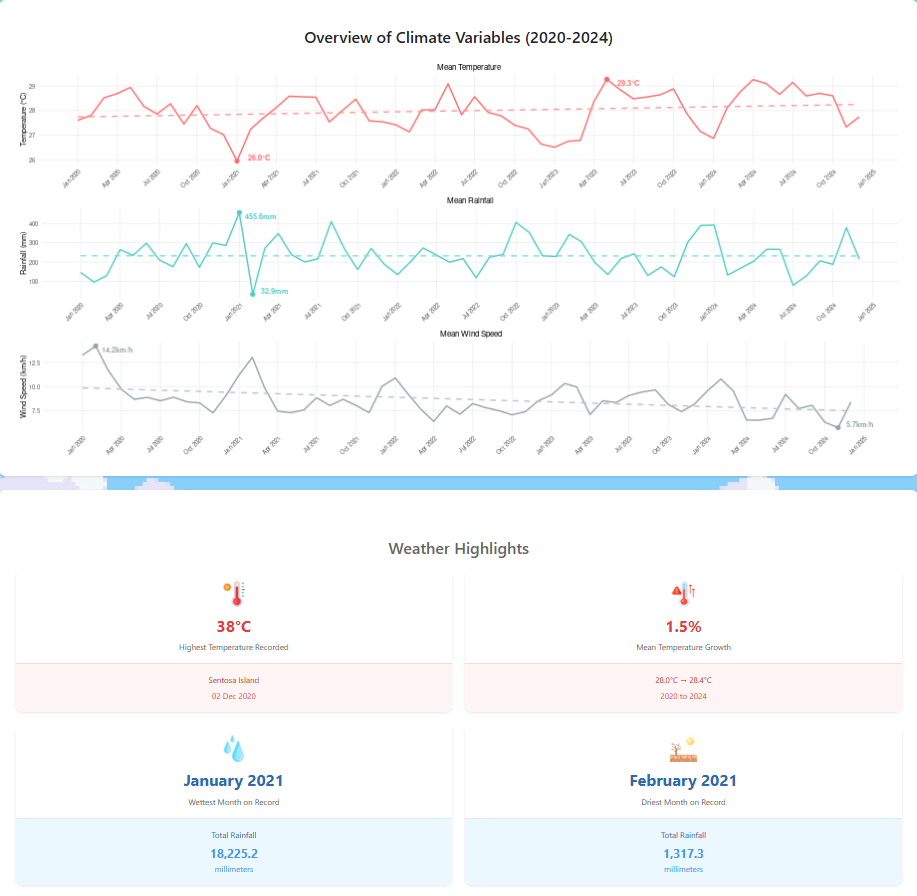 Overview of Climate Variables (2020-2024)
Mean Temperature
Temperature (°C)
29
28
27
26
29.3°C
26.0°C
Jan 2020
Apr 2020
Jul 2020
Oct 2020
Jan 2021
Apr 2021
Jul 2021
Oct 2021
Jan 2022
Apr 2022
Jul 2022
Oct 2022
Jan 2023
Apr 2023
Jul 2023
Oct 2023
Jan 2024
Apr 2024
Jul 2024
Oct 2024
Jan 2025
Mean Rainfall
Rainfall (mm)
400
300
200
100
455.6mm
32.9mm
Jan 2020
Apr 2020
Jul 2020
Oct 2020
Jan 2021
Apr 2021
Jul 2021
Oct 2021
Jan 2022
Apr 2022
Jul 2022
Oct 2022
Jan 2023
Apr 2023
Jul 2023
Oct 2023
Jan 2024
Apr 2024
Jul 2024
Oct 2024
Jan 2025
Mean Wind Speed
Wind Speed (km/h)
12.5
10.0
7.5
14.2km/h
5.7km/h
Jan 2020
Apr 2020
Jul 2020
Oct 2020
Jan 2021
Apr 2021
Jul 2021
Oct 2021
Jan 2022
Apr 2022
Jul 2022
Oct 2022
Jan 2023
Apr 2023
Jul 2023
Oct 2023
Jan 2024
Apr 2024
Jul 2024
Oct 2024
Jan 2025
Weather Highlights
38°C
Highest Temperature Recorded
Sentosa Island
02 Dec 2020
1.5%
Mean Temperature Growth
28.0°C → 28.4°C
2020 to 2024
January 2021
Wettest Month on Record
Total Rainfall
18,225.2
millimeters
February 2021
Driest Month on Record
Total Rainfall
1,317.3
millimeters